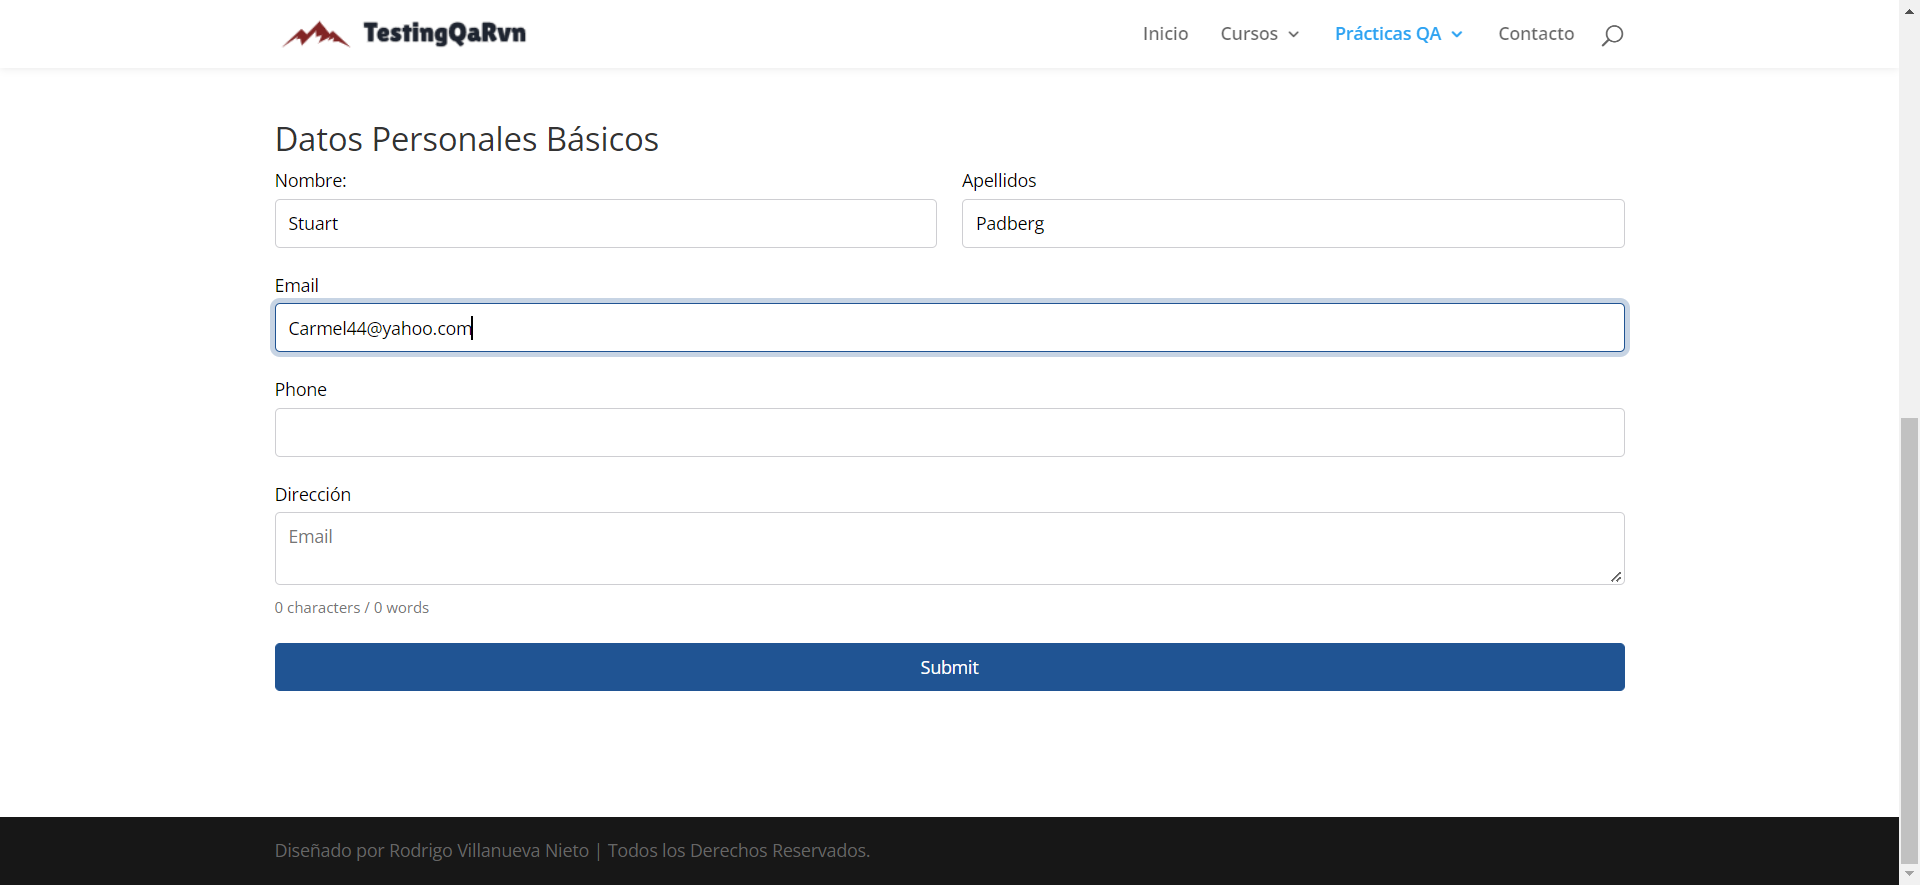 TestingQaRvn
Inicio Cursos Prácticas QA Contacto
Datos Personales Básicos
Nombre: Apellidos
Stuart Padberg
Email
Carmel44@yahoo.com
Phone
Dirección
Email
0 characters / 0 words
Submit
Diseñado por Rodrigo Villanueva Nieto | Todos los Derechos Reservados.